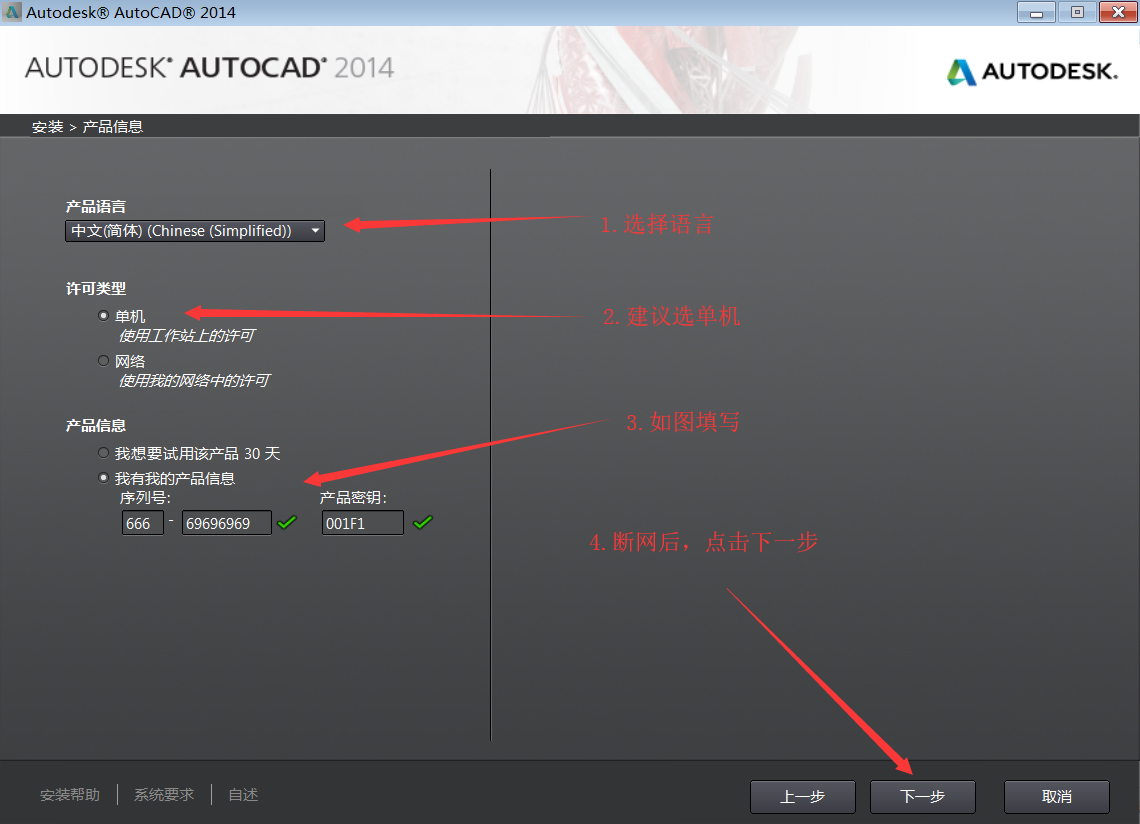 Autodesk® AutoCAD® 2014
AUTODESK® AUTOCAD® 2014
AUTODESK.
安装 > 产品信息
产品语言
中文(简体) (Chinese (Simplified))
1.选择语言
许可类型
单机
使用工作站上的许可
2.建议选单机
网络
使用我的网络中的许可
产品信息
3.如图填写
我想要试用该产品 30 天
我有我的产品信息
序列号: 产品密钥:
666 - 69696969 001F1
4.断网后，点击下一步
安装帮助 系统要求 自述
上一步 下一步 取消